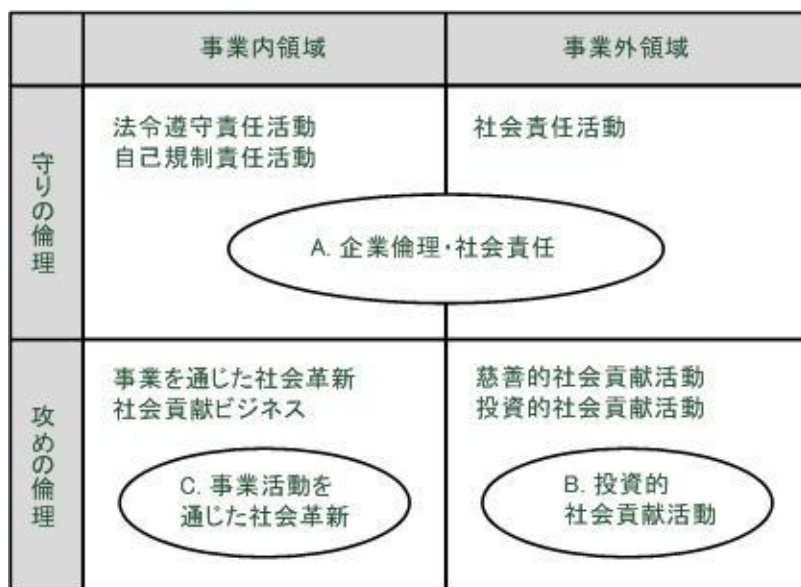 事業内領域
事業外領域
守りの倫理
法令遵守責任活動
自己規制責任活動
社会責任活動
A. 企業倫理・社会責任
攻めの倫理
事業を通じた社会革新
社会貢献ビジネス
慈善的社会貢献活動
投資的社会貢献活動
C. 事業活動を
通じた社会革新
B. 投資的
社会貢献活動